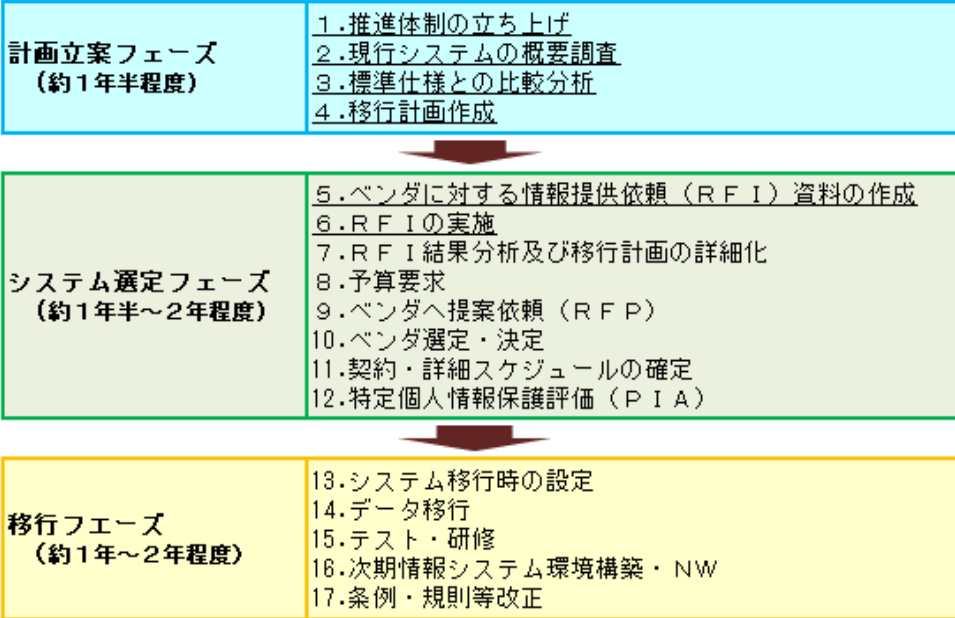 計画立案フェーズ
（約１年半程度）
１.推進体制の立ち上げ
２.現行システムの概要調査
３.標準仕様との比較分析
４.移行計画作成
システム選定フェーズ
（約１年半～２年程度）
５.ベンダに対する情報提供依頼（ＲＦＩ）資料の作成
６.ＲＦＩの実施
７.ＲＦＩ結果分析及び移行計画の詳細化
８.予算要求
９.ベンダへ提案依頼（ＲＦＰ）
10.ベンダ選定・決定
11.契約・詳細スケジュールの確定
12.特定個人情報保護評価（ＰＩＡ）
移行フェーズ
（約１年～２年程度）
13.システム移行時の設定
14.データ移行
15.テスト・研修
16.次期情報システム環境構築・ＮＷ
17.条例・規則等改正